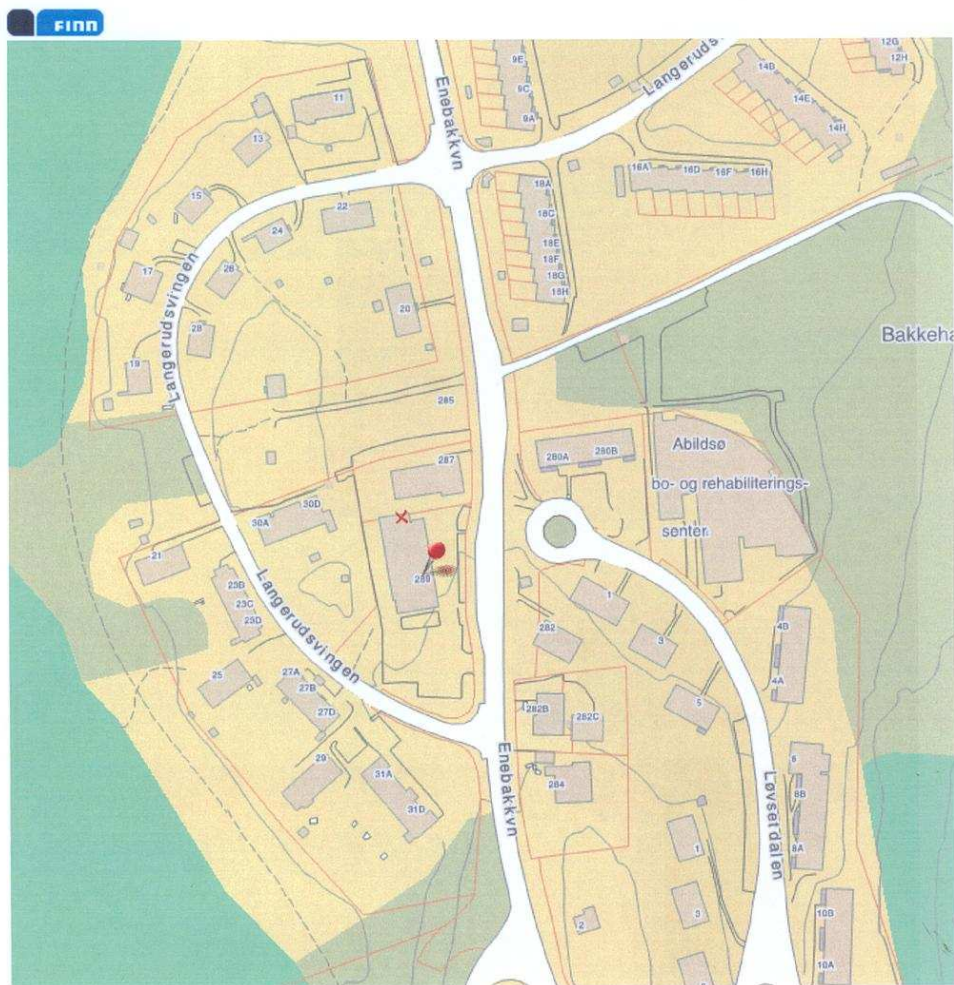 FINN
12G
12H
9E
9C
9A
Langeruds
14B
14E
14H
Enebakkvn
11
13
15
22
24
17
26
28
20
19
Langerudsvingen
16A
16D
16F
16H
18A
18C
18E
18F
18G
18H
Bakkeha
285
287
280A
280B
Abildsø
bo- og rehabiliterings-
senter
30A
30D
21
289
23B
23C
23D
Langerudsvingen
25
27A
27B
27D
29
31A
31D
1
3
5
282
282B
282C
284
4B
4A
Enebakkvn
Løvsetdalen
6
8B
8A
1
3
2
10B
10A